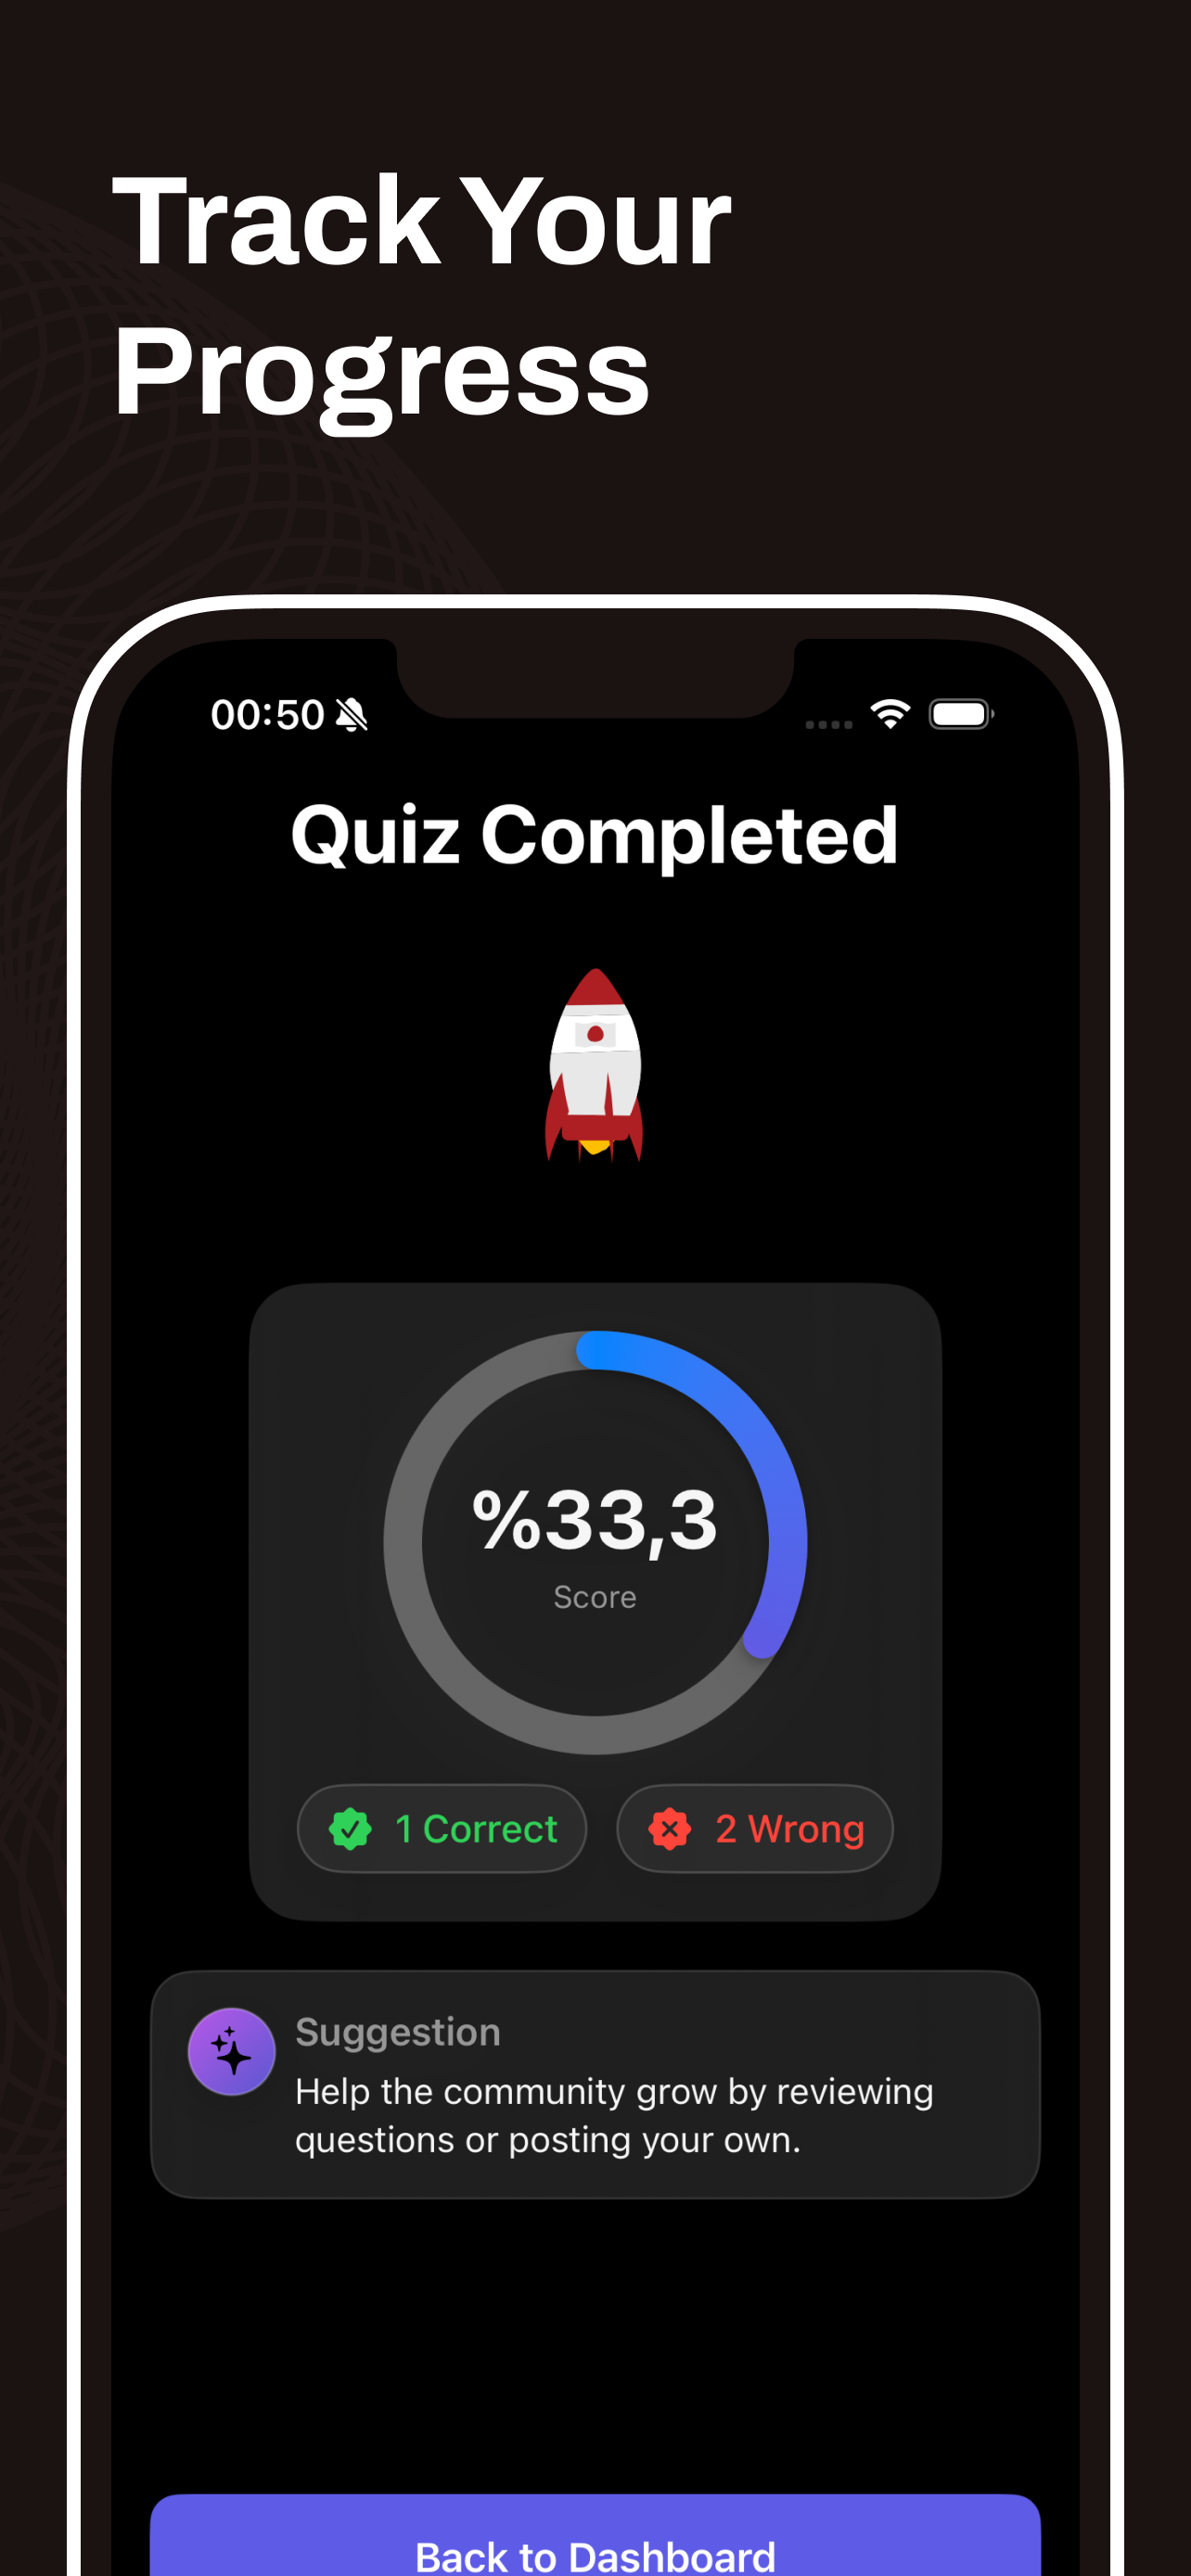 Track Your
Progress
00:50
Quiz Completed
%33,3
Score
1 Correct
2 Wrong
Suggestion
Help the community grow by reviewing
questions or posting your own.
Back to Dashboard